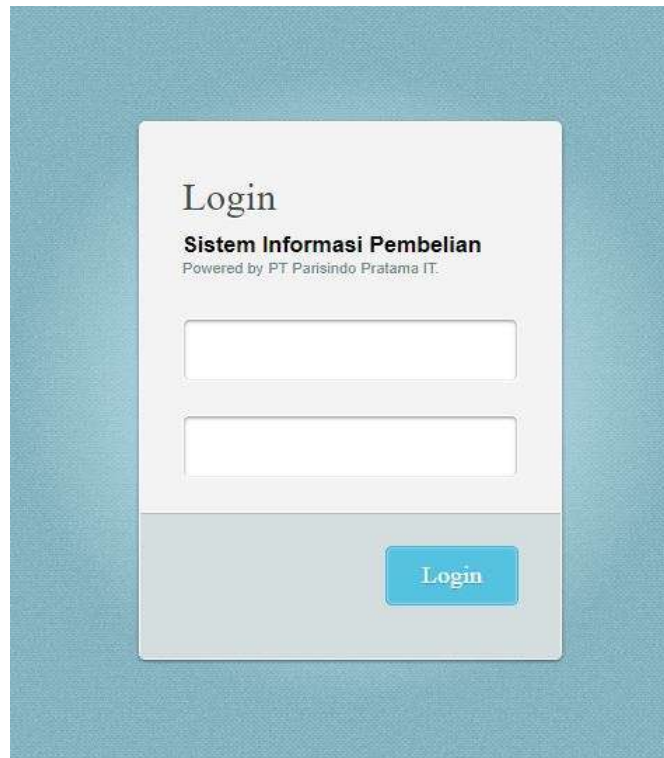 Login
Sistem Informasi Pembelian
Powered by PT Parisindo Pratama IT.
Login